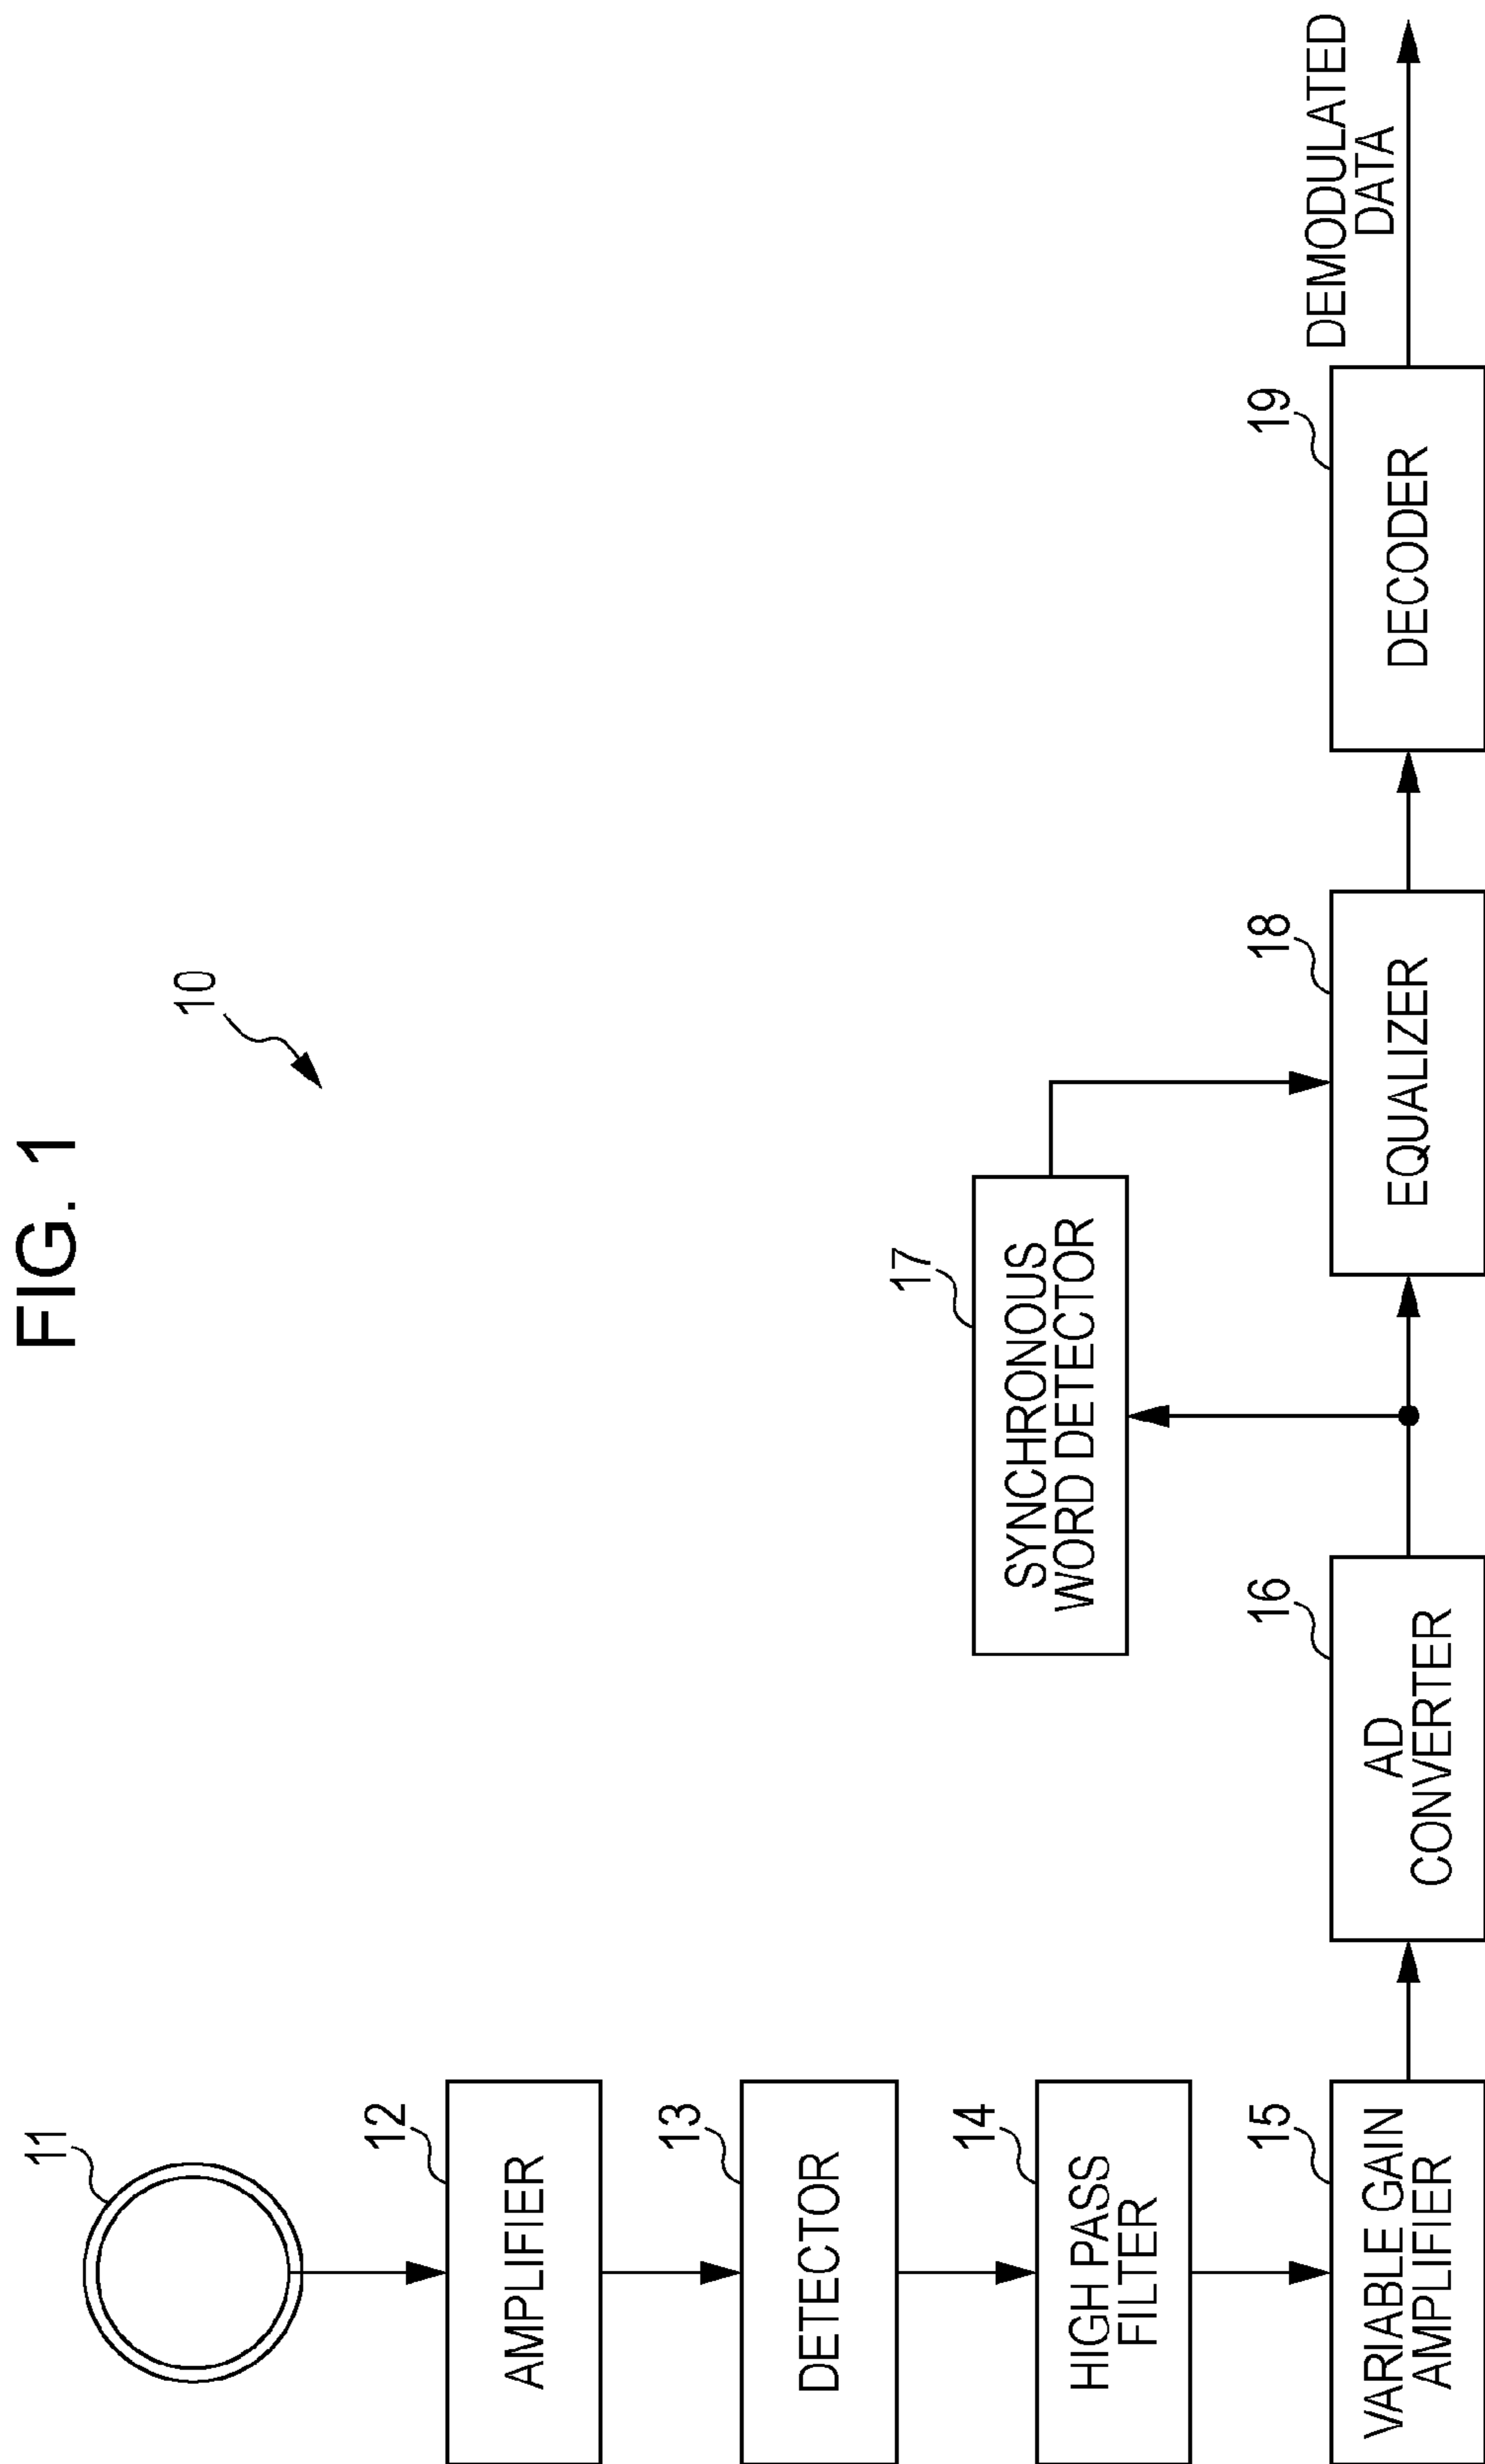 FIG. 1
10
11
12
AMPLIFIER
13
DETECTOR
14
HIGH PASS
FILTER
15
VARIABLE GAIN
AMPLIFIER
16
AD
CONVERTER
17
SYNCHRONOUS
WORD DETECTOR
18
EQUALIZER
19
DECODER
DEMODULATED
DATA